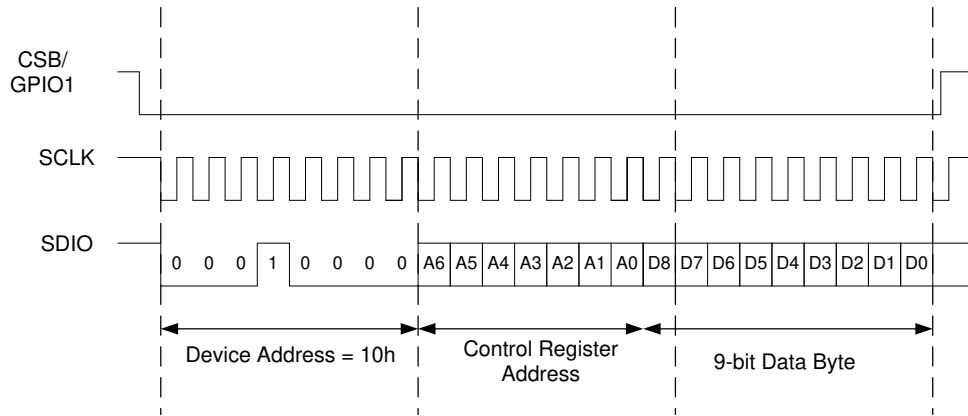 CSB/
GPIO1
SCLK
SDIO
0 0 0 1 0 0 0 0 A6 A5 A4 A3 A2 A1 A0 D8 D7 D6 D5 D4 D3 D2 D1 D0
Device Address = 10h
Control Register
Address
9-bit Data Byte